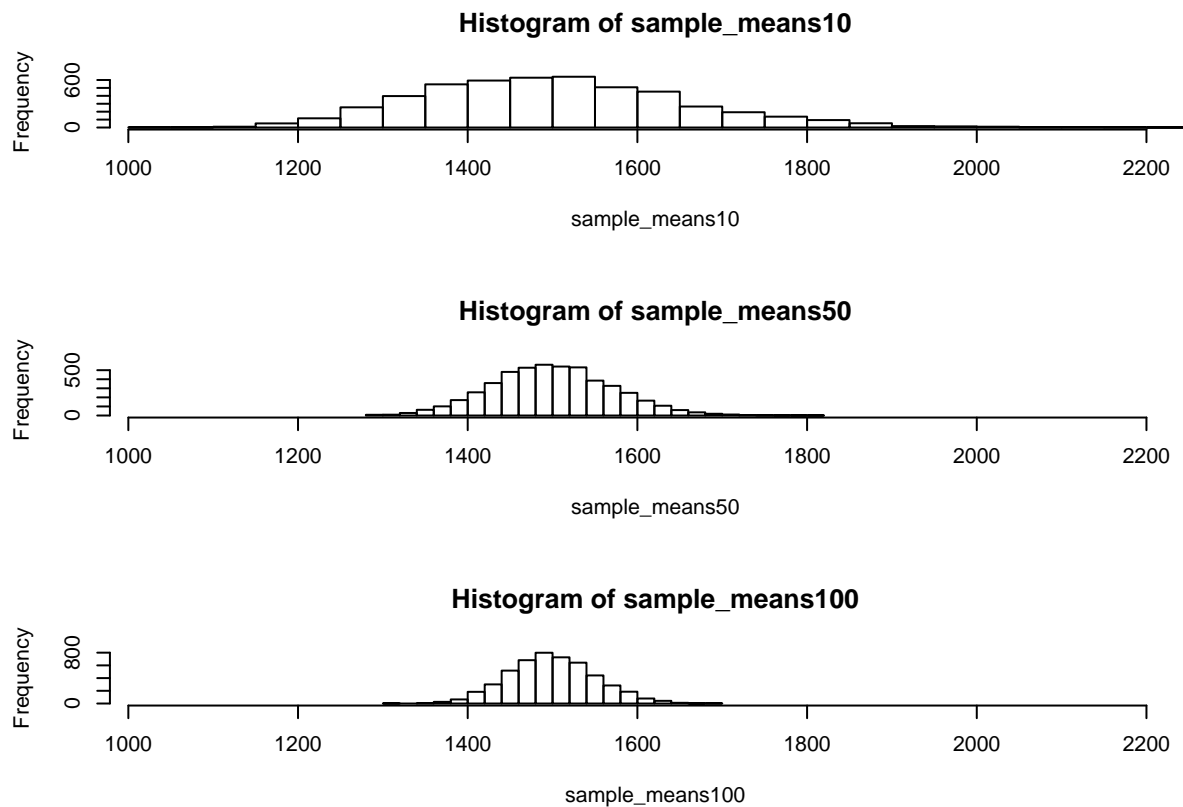 Histogram of sample_means10
Frequency
600
0
1000 1200 1400 1600 1800 2000 2200
sample_means10
Histogram of sample_means50
Frequency
500
0
1000 1200 1400 1600 1800 2000 2200
sample_means50
Histogram of sample_means100
Frequency
800
0
1000 1200 1400 1600 1800 2000 2200
sample_means100